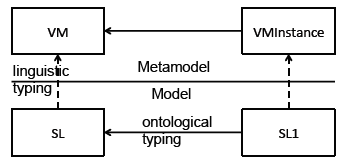 VM
VMInstance
linguistic
typing
Metamodel
Model
SL
ontological
typing
SL1